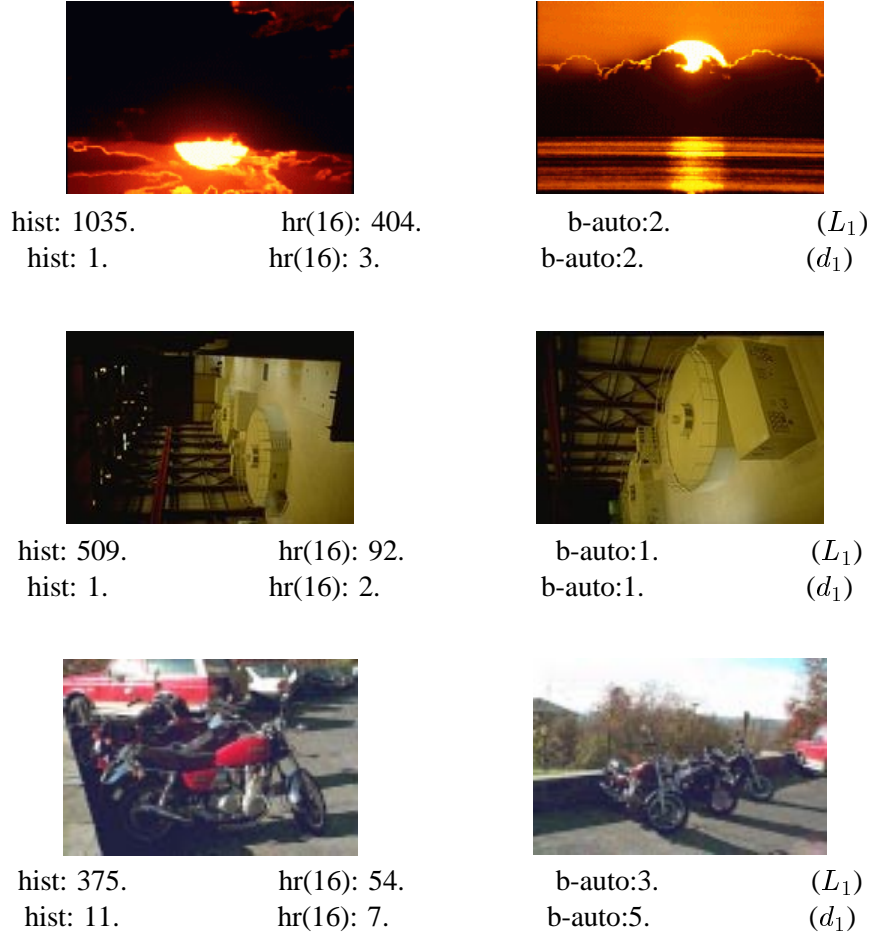 hist: 1035. hr(16): 404. b-auto:2. (L₁)
hist: 1. hr(16): 3. b-auto:2. (d₁)
hist: 509. hr(16): 92. b-auto:1. (L₁)
hist: 1. hr(16): 2. b-auto:1. (d₁)
hist: 375. hr(16): 54. b-auto:3. (L₁)
hist: 11. hr(16): 7. b-auto:5. (d₁)